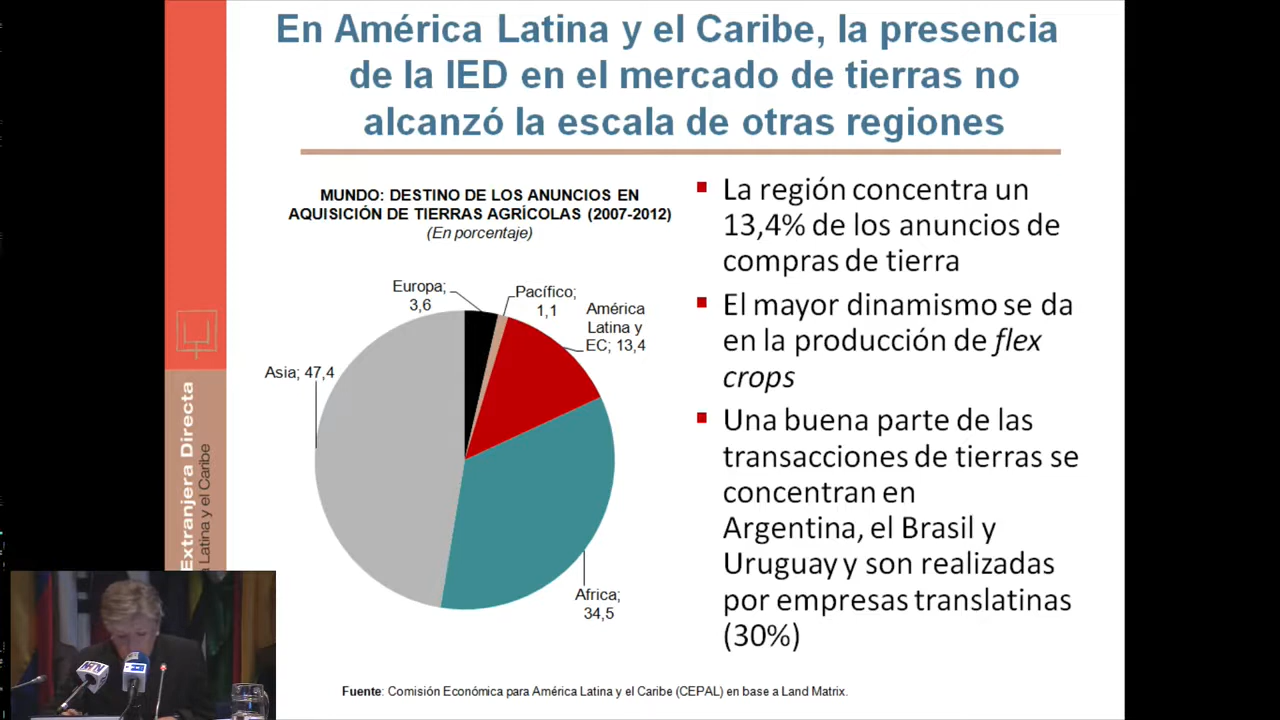 En América Latina y el Caribe, la presencia
de la IED en el mercado de tierras no
alcanzó la escala de otras regiones
MUNDO: DESTINO DE LOS ANUNCIOS EN
AQUISICIÓN DE TIERRAS AGRÍCOLAS (2007-2012)
(En porcentaje)
Europa;
3,6
Pacífico;
1,1
América
Latina y
EC; 13,4
Asia; 47,4
Africa;
34,5
La región concentra un
13,4% de los anuncios de
compras de tierra
El mayor dinamismo se da
en la producción de flex
crops
Una buena parte de las
transacciones de tierras se
concentran en
Argentina, el Brasil y
Uruguay y son realizadas
por empresas translatinas
(30%)
Fuente: Comisión Económica para América Latina y el Caribe (CEPAL) en base a Land Matrix.
Extranjera Directa
Latina y el Caribe
NTN